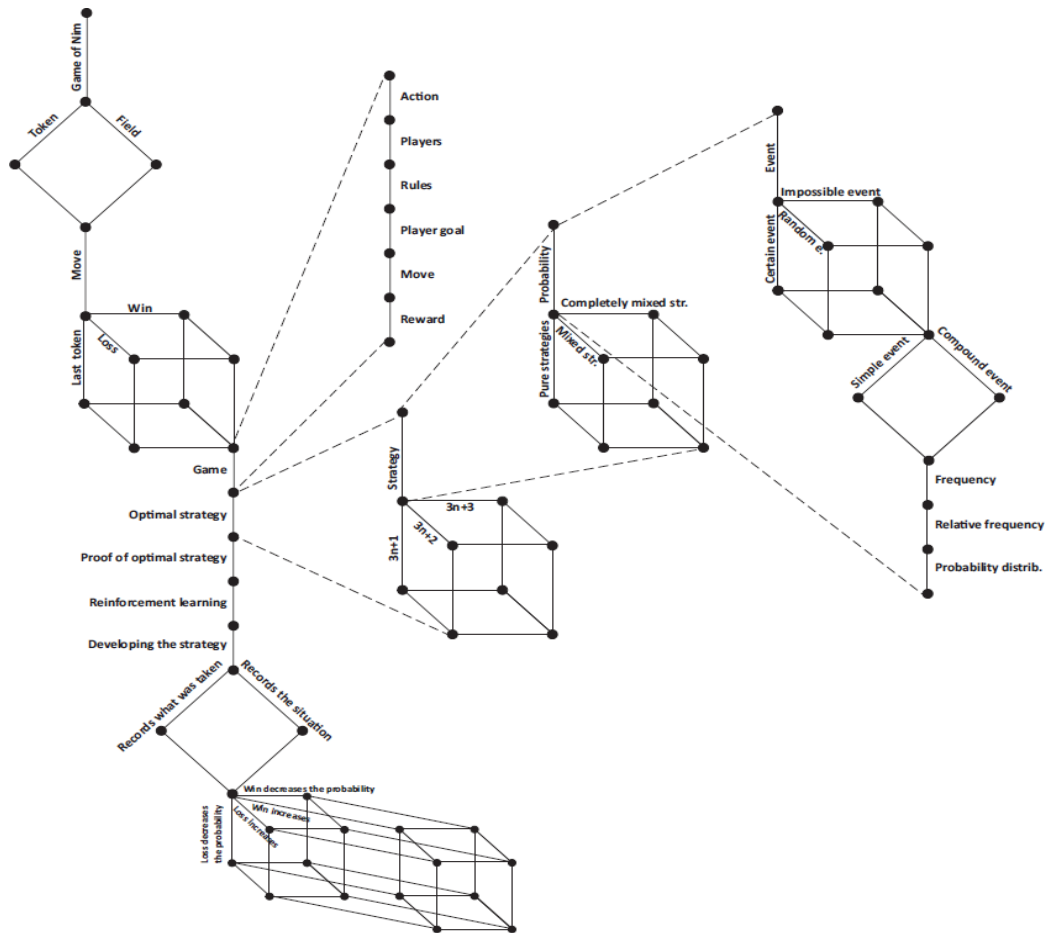 Game of Nim
Token
Field
Move
Win
Loss
Last token
Game
Optimal strategy
Proof of optimal strategy
Reinforcement learning
Developing the strategy
Records what was taken
Records the situation
Win decreases the probability
Win increases
Loss increases
Loss decreases
the probability
Action
Players
Rules
Player goal
Move
Reward
Strategy
3n+3
3n+2
3n+1
Probability
Completely mixed str.
Mixed str.
Pure strategies
Event
Impossible event
Random e.
Certain event
Simple event
Compound event
Frequency
Relative frequency
Probability distrib.